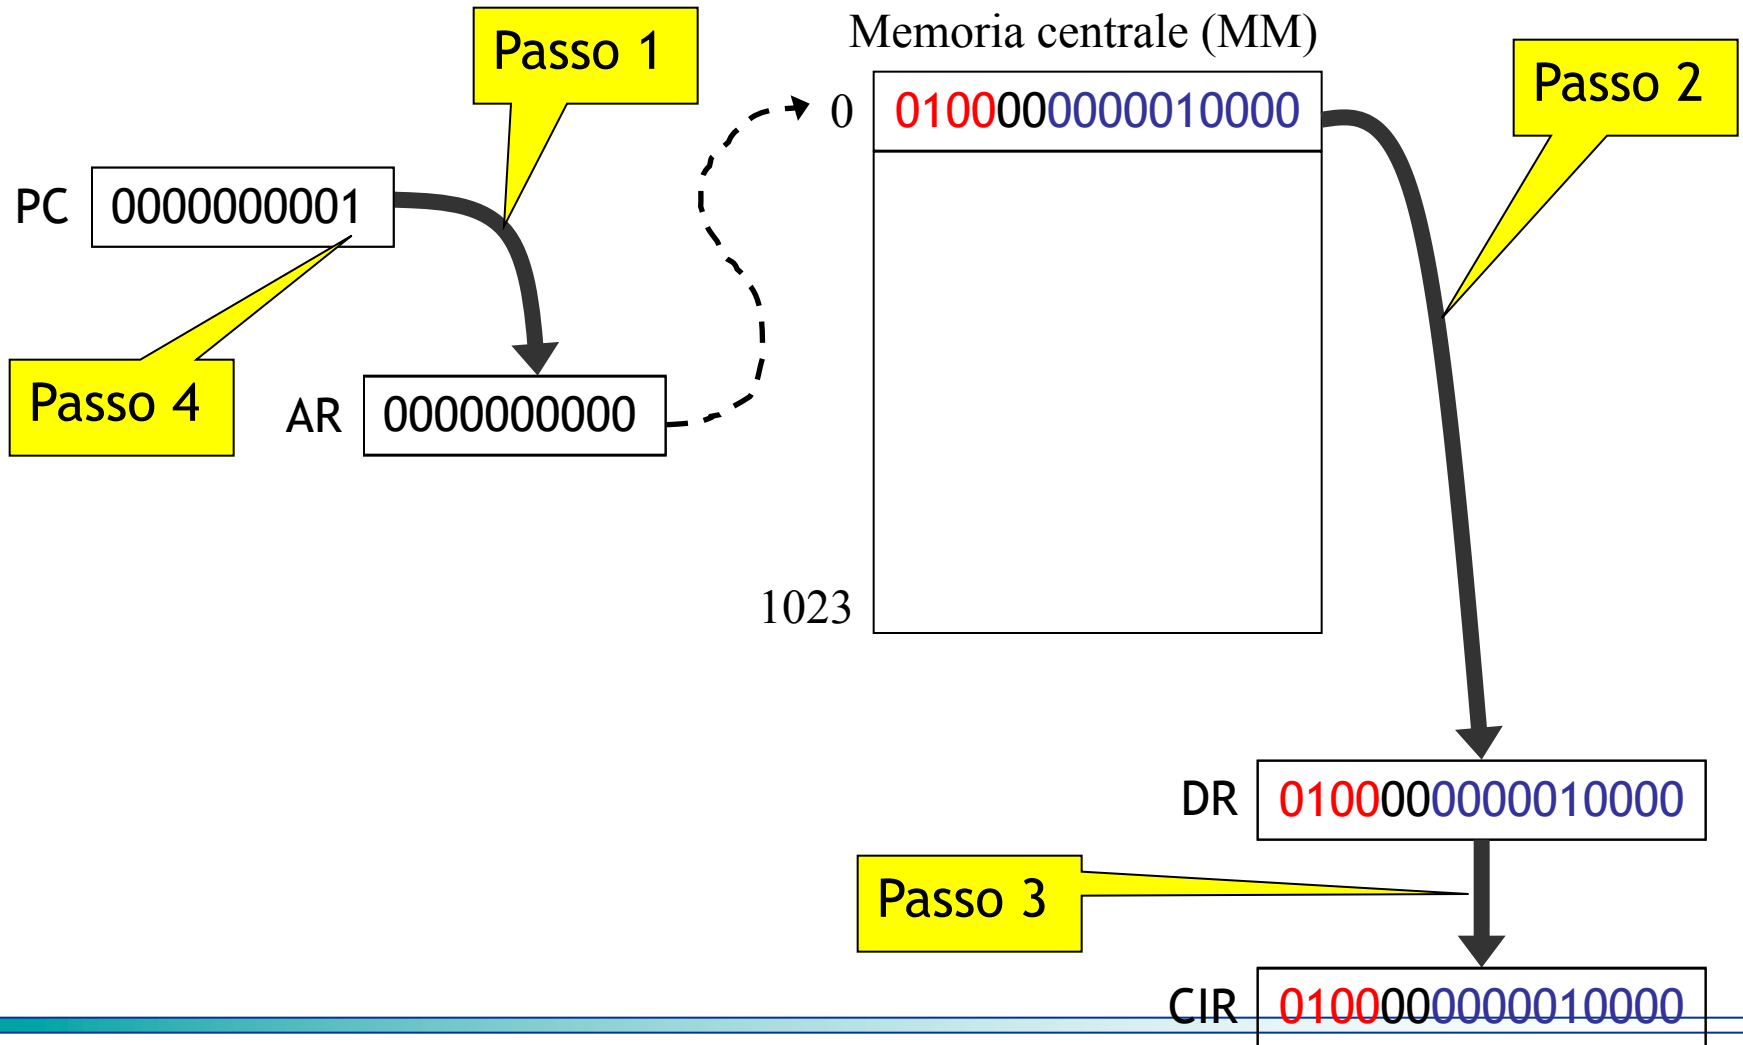 Memoria centrale (MM)
Passo 1
Passo 2
0 0100000000010000
PC 0000000001
Passo 4
AR 0000000000
1023
DR 0100000000010000
Passo 3
CIR 0100000000010000